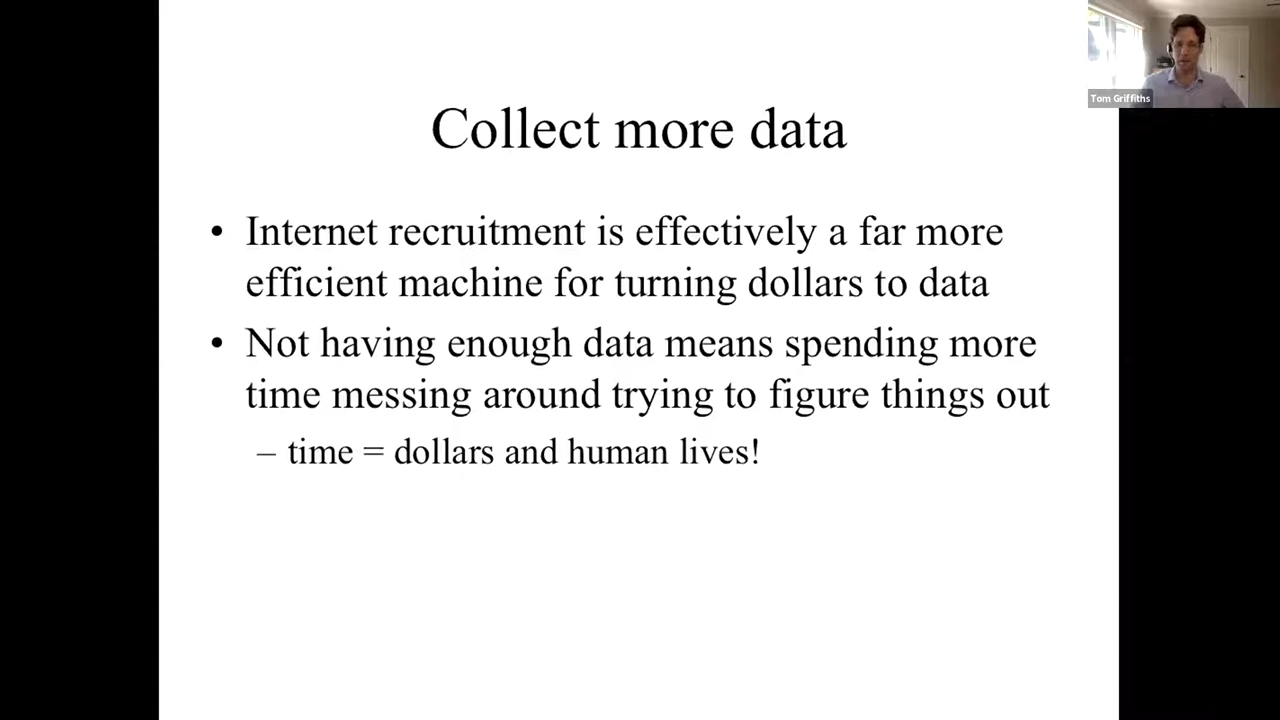 Collect more data
• Internet recruitment is effectively a far more
efficient machine for turning dollars to data
• Not having enough data means spending more
time messing around trying to figure things out
– time = dollars and human lives!
Tom Griffiths